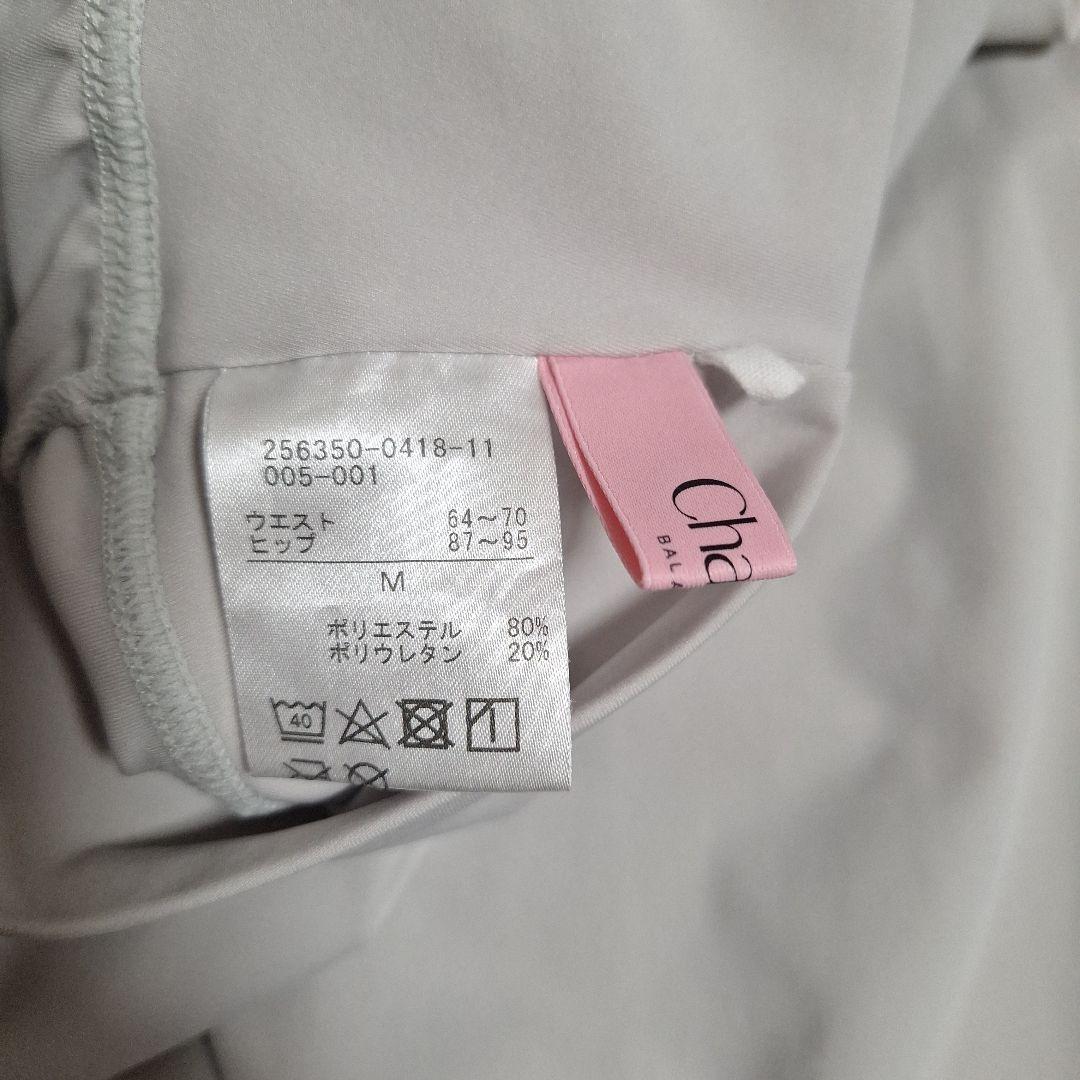 256350-0418-11
005-001
ウエスト 64～70
ヒップ 87～95
M
ポリエステル 80%
ポリウレタン 20%
40
Cha
BALA